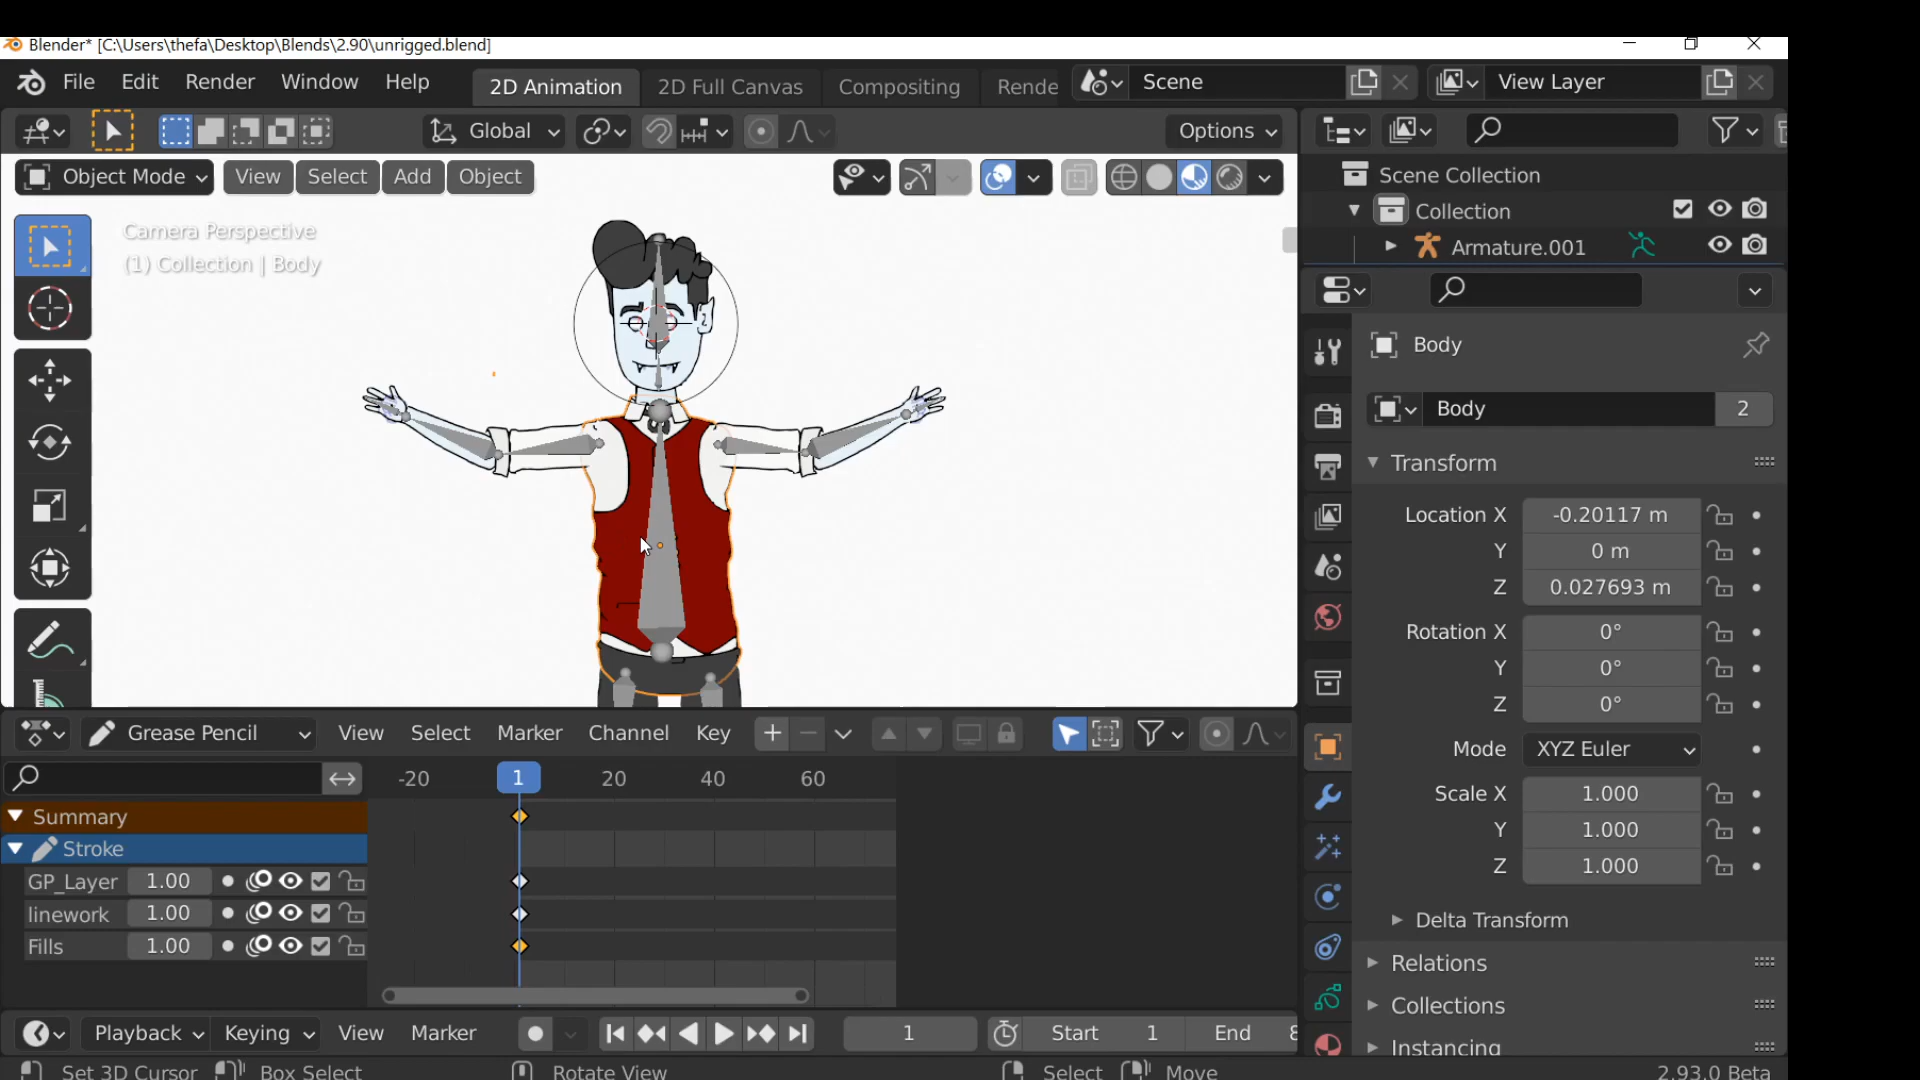 Blender* [C:\Users\thefa\Desktop\Blends\2.90\unrigged.blend]
File Edit Render Window Help 2D Animation 2D Full Canvas Compositing Rende Scene View Layer
Global Options
Object Mode View Select Add Object
Camera Perspective
(1) Collection | Body
Scene Collection
Collection
Armature.001
Body
Body 2
Transform
Location X -0.20117 m
Y 0 m
Z 0.027693 m
Rotation X 0°
Y 0°
Z 0°
Mode XYZ Euler
Scale X 1.000
Y 1.000
Z 1.000
Delta Transform
Relations
Collections
Instancing
Grease Pencil View Select Marker Channel Key
-20 1 20 40 60
Summary
Stroke
GP_Layer 1.00
linework 1.00
Fills 1.00
Playback Keying View Marker 1 Start 1 End 8
Set 3D Cursor Box Select Rotate View Select Move 2.93.0 Beta